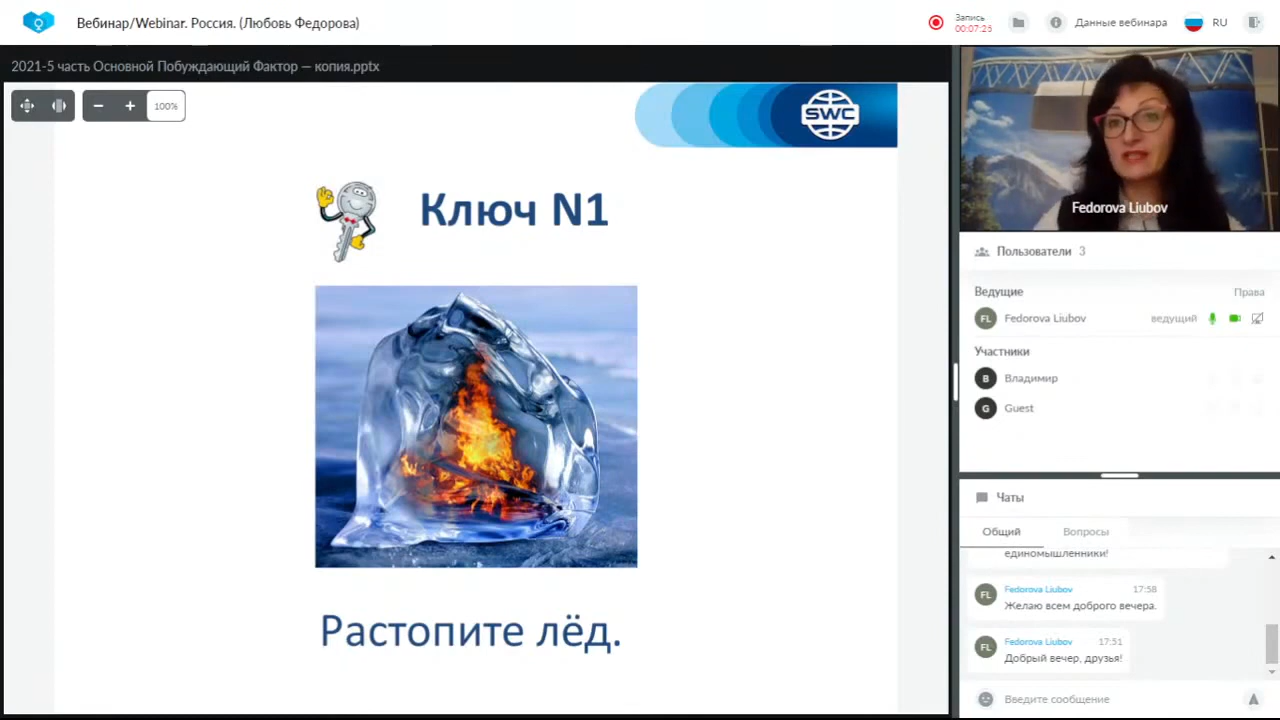 Вебинар/Webinar. Россия. (Любовь Федорова)
Запись
00:07:23
Данные вебинара
RU
2021-5 часть Основной Побуждающий Фактор — копия.pptx
100%
SWC
Ключ N1
Растопите лёд.
Fedorova Liubov
Пользователи 3
Ведущие Права
FL Fedorova Liubov ведущий
Участники
B Владимир
G Guest
Чаты
Общий Вопросы
единомышленники!
FL Fedorova Liubov 17:58
Желаю всем доброго вечера.
FL Fedorova Liubov 17:51
Добрый вечер, друзья!
Введите сообщение